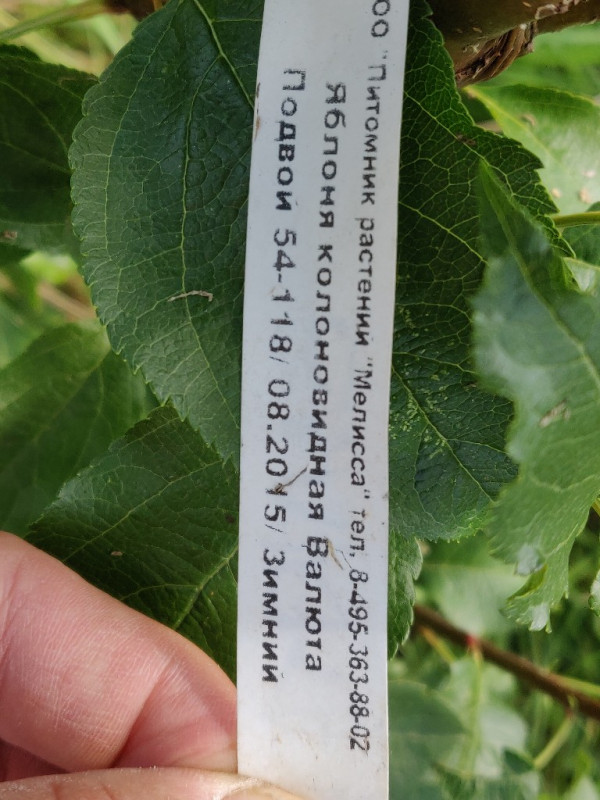 ОО "Питомник растений "Мелисса" тел. 8-495-363-88-02
Яблоня колоновидная Валюта
Подвой 54-118/ 08.2015/ Зимний